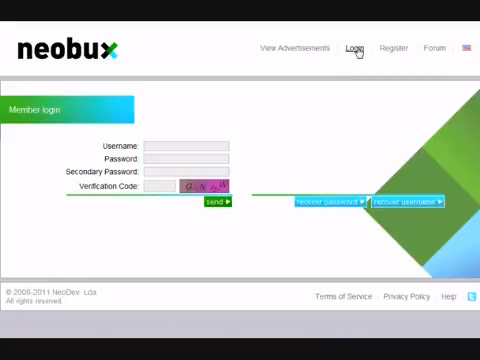 neobux
View Advertisements Login Register Forum
Member login
Username:
Password:
Secondary Password:
Verification Code:
send
recover password recover username
© 2008-2011 NeoDev Lda
All rights reserved
Terms of Service Privacy Policy Help